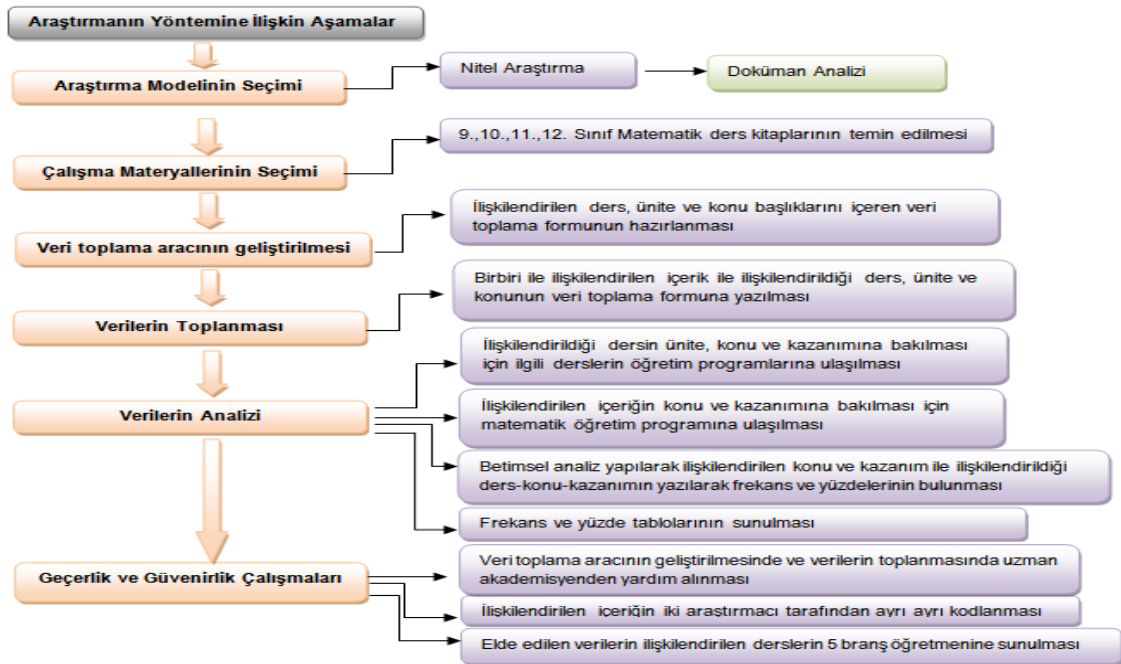 Araştırmanın Yöntemine İlişkin Aşamalar
Araştırma Modelinin Seçimi
Nitel Araştırma
Doküman Analizi
Çalışma Materyallerinin Seçimi
9.,10.,11.,12. Sınıf Matematik ders kitaplarının temin edilmesi
Veri toplama aracının geliştirilmesi
İlişkilendirilen ders, ünite ve konu başlıklarını içeren veri
toplama formunun hazırlanması
Verilerin Toplanması
Birbiri ile ilişkilendirilen içerik ile ilişkilendirildiği ders, ünite ve
konunun veri toplama formuna yazılması
Verilerin Analizi
İlişkilendirildiği dersin ünite, konu ve kazanımına bakılması
için ilgili derslerin öğretim programlarına ulaşılması
İlişkilendirilen içeriğin konu ve kazanımına bakılması için
matematik öğretim programına ulaşılması
Betimsel analiz yapılarak ilişkilendirilen konu ve kazanım ile ilişkilendirildiği
ders-konu-kazanımın yazılarak frekans ve yüzdelerinin bulunması
Frekans ve yüzde tablolarının sunulması
Geçerlik ve Güvenirlik Çalışmaları
Veri toplama aracının geliştirilmesinde ve verilerin toplanmasında uzman
akademisyenden yardım alınması
İlişkilendirilen içeriğin iki araştırmacı tarafından ayrı ayrı kodlanması
Elde edilen verilerin ilişkilendirilen derslerin 5 branş öğretmenine sunulması